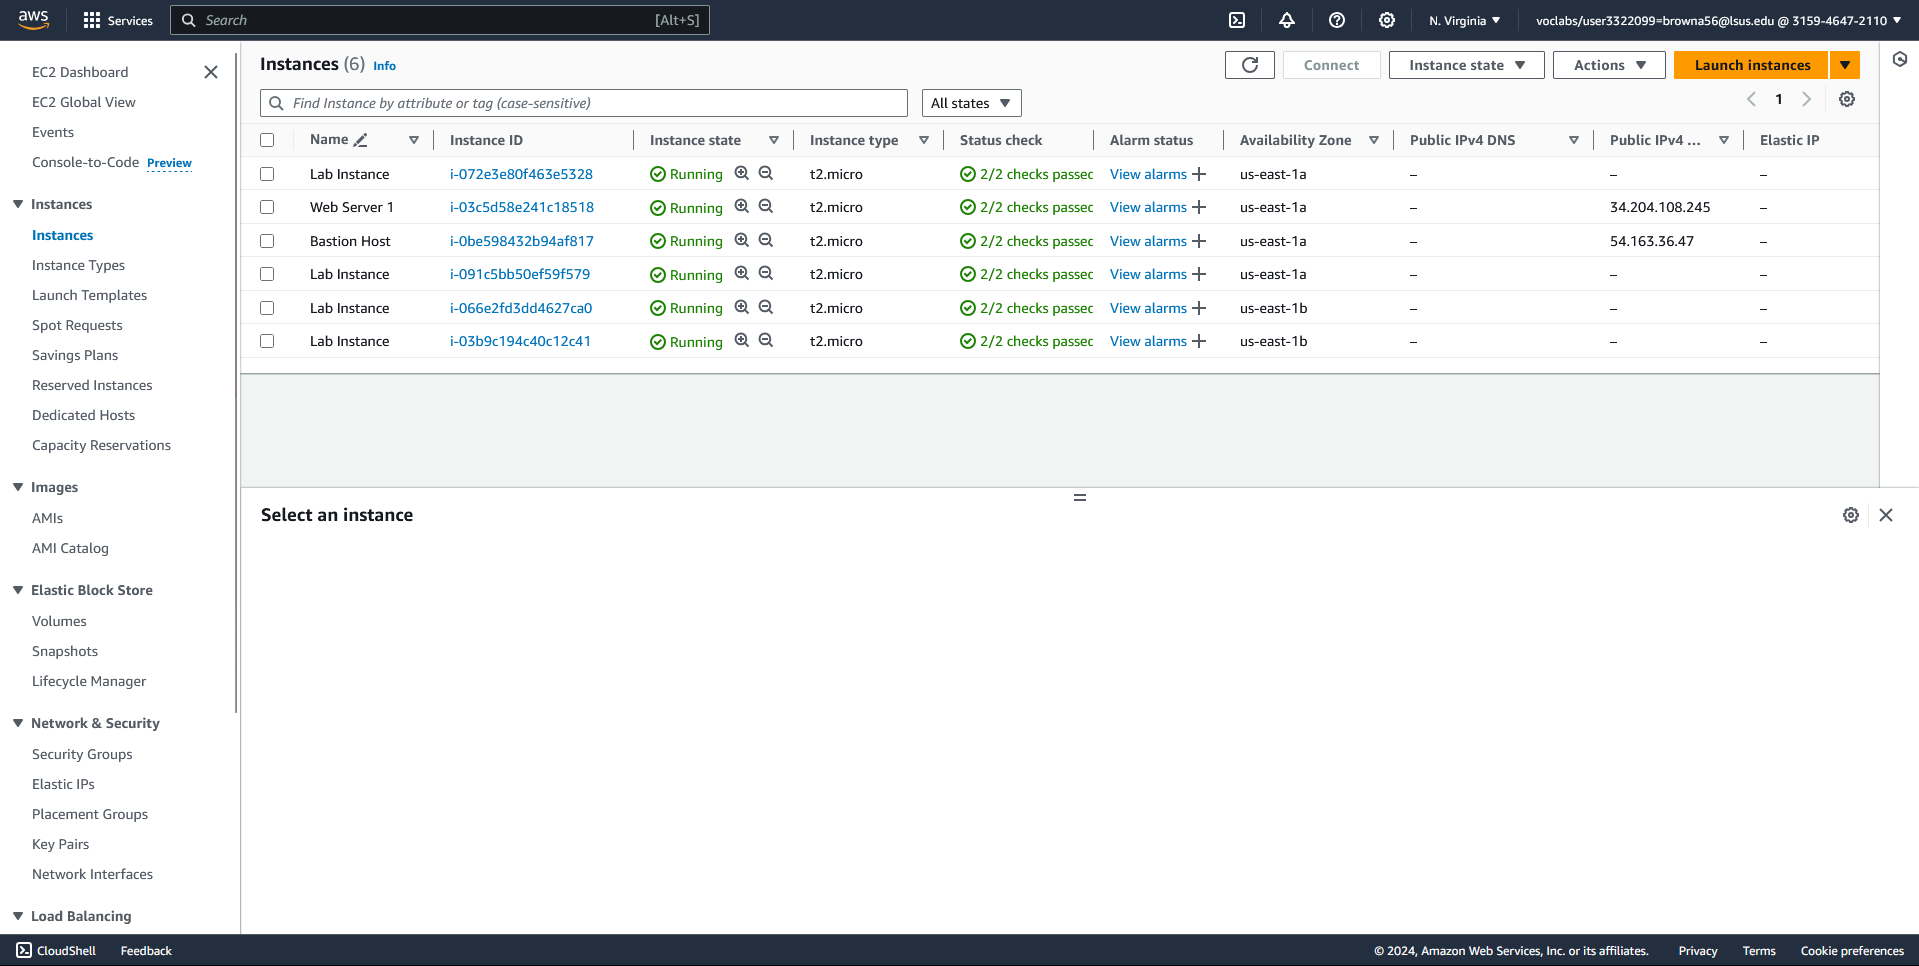 aws
Services
Search
[Alt+S]
N. Virginia
voclabs/user3322099=browna56@lsus.edu @ 3159-4647-2110
EC2 Dashboard
EC2 Global View
Events
Console-to-Code Preview
Instances
Instances
Instance Types
Launch Templates
Spot Requests
Savings Plans
Reserved Instances
Dedicated Hosts
Capacity Reservations
Images
AMIs
AMI Catalog
Elastic Block Store
Volumes
Snapshots
Lifecycle Manager
Network & Security
Security Groups
Elastic IPs
Placement Groups
Key Pairs
Network Interfaces
Load Balancing
Instances (6) Info
Connect
Instance state
Actions
Launch instances
Find Instance by attribute or tag (case-sensitive)
All states
1
Name Instance ID Instance state Instance type Status check Alarm status Availability Zone Public IPv4 DNS Public IPv4 ... Elastic IP
Lab Instance i-072e3e80f463e5328 Running t2.micro 2/2 checks passec View alarms + us-east-1a – – –
Web Server 1 i-03c5d58e241c18518 Running t2.micro 2/2 checks passec View alarms + us-east-1a – 34.204.108.245 –
Bastion Host i-0be598432b94af817 Running t2.micro 2/2 checks passec View alarms + us-east-1a – 54.163.36.47 –
Lab Instance i-091c5bb50ef59f579 Running t2.micro 2/2 checks passec View alarms + us-east-1a – – –
Lab Instance i-066e2fd3dd4627ca0 Running t2.micro 2/2 checks passec View alarms + us-east-1b – – –
Lab Instance i-03b9c194c40c12c41 Running t2.micro 2/2 checks passec View alarms + us-east-1b – – –
Select an instance
CloudShell
Feedback
© 2024, Amazon Web Services, Inc. or its affiliates.
Privacy
Terms
Cookie preferences